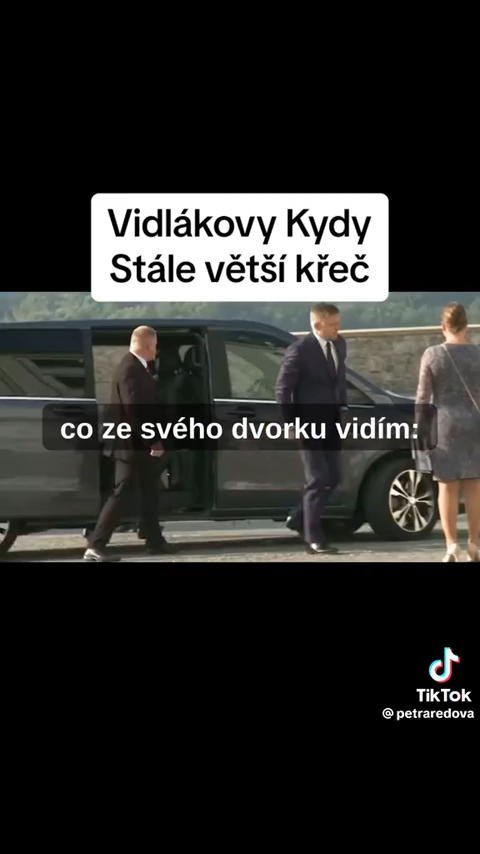 Vidlákovy Kydy
Stále větší křeč
co ze svého dvorku vidím:
TikTok
@petraredova